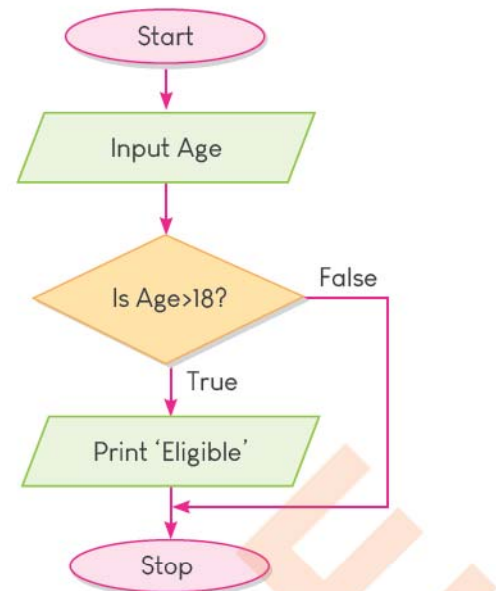 Start
Input Age
Is Age>18?
False
True
Print ‘Eligible’
Stop